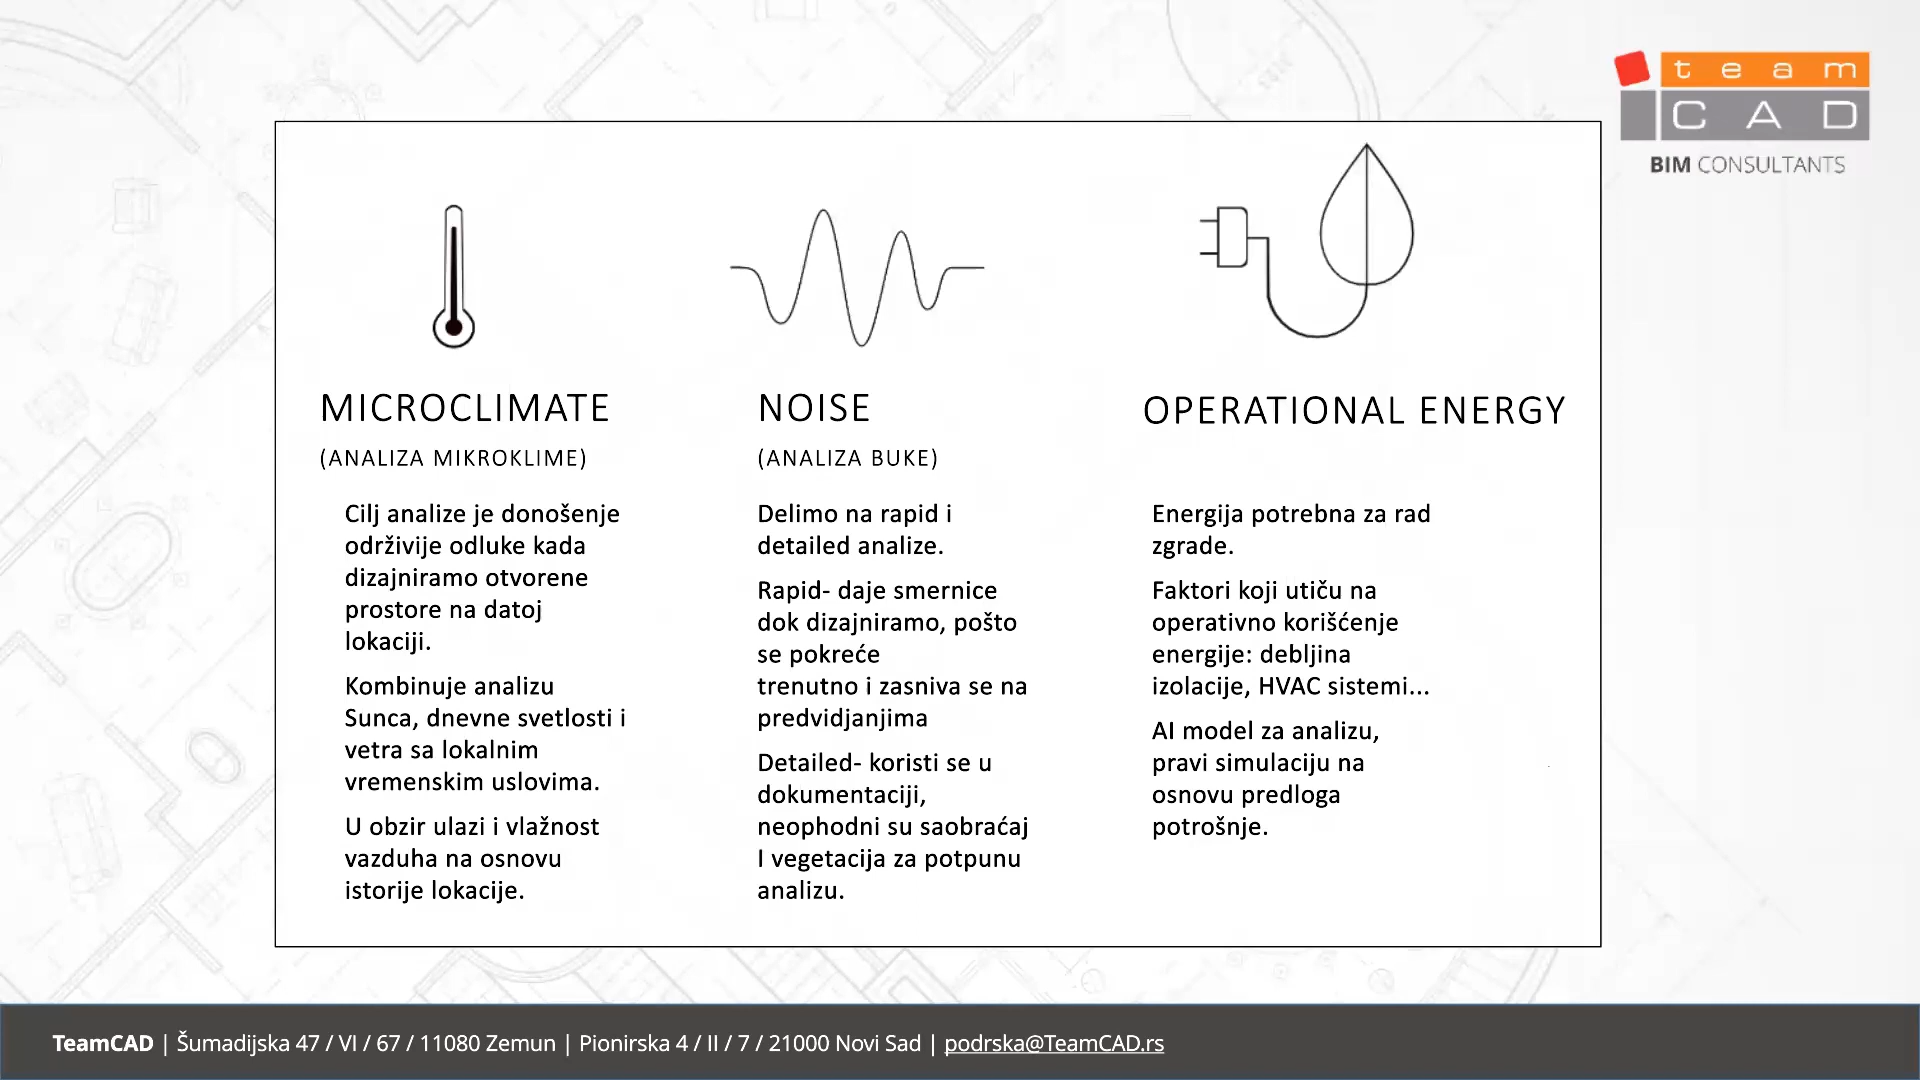 team
CAD
BIM CONSULTANTS
MICROCLIMATE
(ANALIZA MIKROKLIME)
Cilj analize je donošenje
održivije odluke kada
dizajniramo otvorene
prostore na datoj
lokaciji.
Kombinuje analizu
Sunca, dnevne svetlosti i
vetra sa lokalnim
vremenskim uslovima.
U obzir ulazi i vlažnost
vazduha na osnovu
istorije lokacije.
NOISE
(ANALIZA BUKE)
Delimo na rapid i
detailed analize.
Rapid- daje smernice
dok dizajniramo, pošto
se pokreće
trenutno i zasniva se na
predvidjanjima
Detailed- koristi se u
dokumentaciji,
neophodni su saobraćaj
I vegetacija za potpunu
analizu.
OPERATIONAL ENERGY
Energija potrebna za rad
zgrade.
Faktori koji utiču na
operativno korišćenje
energije: debljina
izolacije, HVAC sistemi...
AI model za analizu,
pravi simulaciju na
osnovu predloga
potrošnje.
TeamCAD | Šumadijska 47 / VI / 67 / 11080 Zemun | Pionirska 4 / II / 7 / 21000 Novi Sad | podrska@TeamCAD.rs